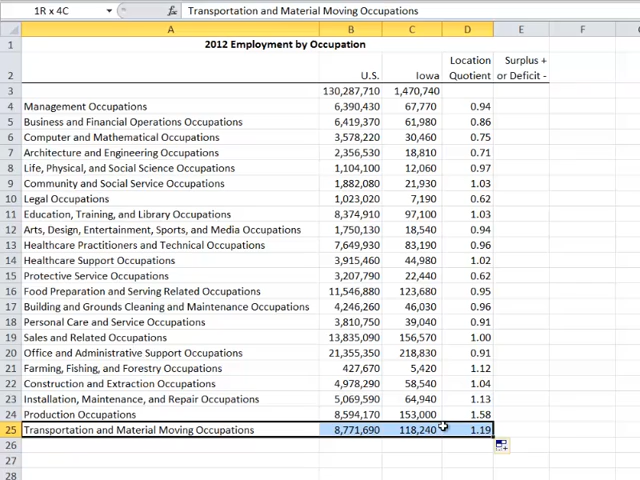 1R x 4C fx Transportation and Material Moving Occupations
A B C D E F
1 2012 Employment by Occupation
Location Surplus +
2 U.S. Iowa Quotient or Deficit -
3 130,287,710 1,470,740
4 Management Occupations 6,390,430 67,770 0.94
5 Business and Financial Operations Occupations 6,419,370 61,980 0.86
6 Computer and Mathematical Occupations 3,578,220 30,460 0.75
7 Architecture and Engineering Occupations 2,356,530 18,810 0.71
8 Life, Physical, and Social Science Occupations 1,104,100 12,060 0.97
9 Community and Social Service Occupations 1,882,080 21,930 1.03
10 Legal Occupations 1,023,020 7,190 0.62
11 Education, Training, and Library Occupations 8,374,910 97,100 1.03
12 Arts, Design, Entertainment, Sports, and Media Occupations 1,750,130 18,540 0.94
13 Healthcare Practitioners and Technical Occupations 7,649,930 83,190 0.96
14 Healthcare Support Occupations 3,915,460 44,980 1.02
15 Protective Service Occupations 3,207,790 22,440 0.62
16 Food Preparation and Serving Related Occupations 11,546,880 123,680 0.95
17 Building and Grounds Cleaning and Maintenance Occupations 4,246,260 46,030 0.96
18 Personal Care and Service Occupations 3,810,750 39,040 0.91
19 Sales and Related Occupations 13,835,090 156,570 1.00
20 Office and Administrative Support Occupations 21,355,350 218,830 0.91
21 Farming, Fishing, and Forestry Occupations 427,670 5,420 1.12
22 Construction and Extraction Occupations 4,978,290 58,540 1.04
23 Installation, Maintenance, and Repair Occupations 5,069,590 64,940 1.13
24 Production Occupations 8,594,170 153,000 1.58
25 Transportation and Material Moving Occupations 8,771,690 118,240 1.19
26
27
28